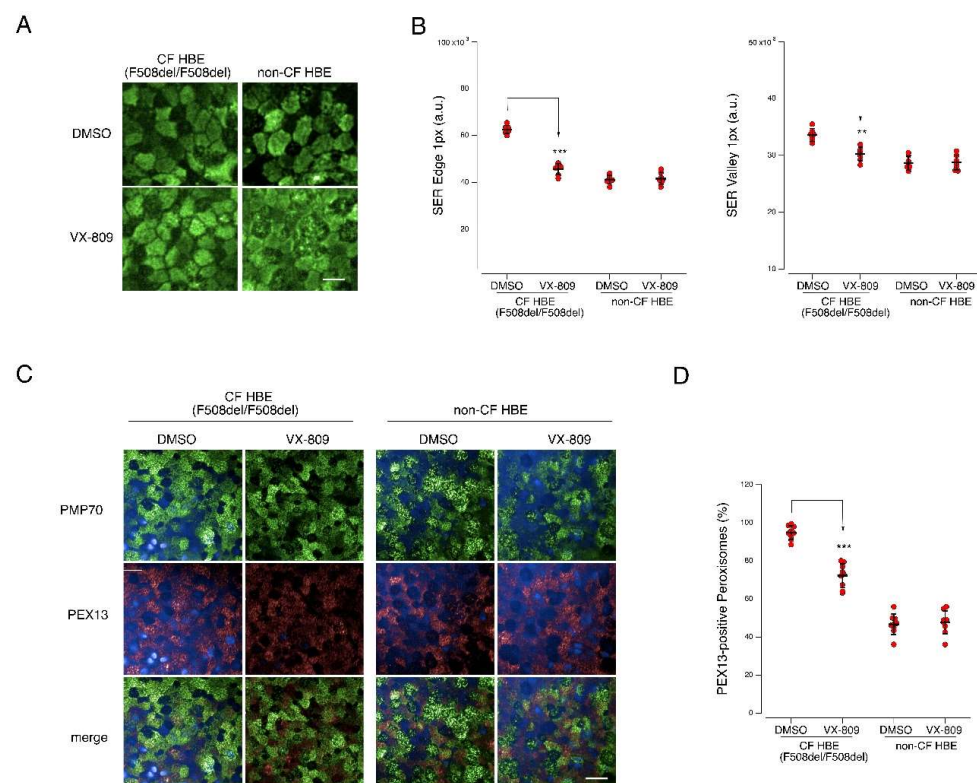 A
CF HBE
(F508del/F508del)
non-CF HBE
DMSO
VX-809
B
100 x10³
80
60
40
20
0
SER Edge 1px (a.u.)
***
DMSO VX-809 DMSO VX-809
CF HBE
(F508del/F508del)
non-CF HBE
50 x10³
40
30
20
10
SER Valley 1px (a.u.)
**
DMSO VX-809 DMSO VX-809
CF HBE
(F508del/F508del)
non-CF HBE
C
CF HBE
(F508del/F508del)
non-CF HBE
DMSO VX-809 DMSO VX-809
PMP70
PEX13
merge
D
120
100
80
60
40
20
0
PEX13-positive Peroxisomes (%)
***
DMSO VX-809 DMSO VX-809
CF HBE
(F508del/F508del)
non-CF HBE